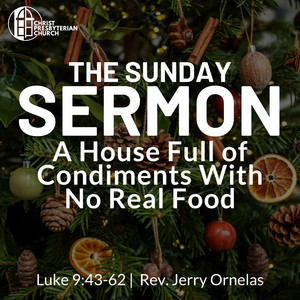 CHRIST
PRESBYTERIAN
CHURCH
THE SUNDAY
SERMON
A House Full of
Condiments With
No Real Food
Luke 9:43-62 | Rev. Jerry Ornelas